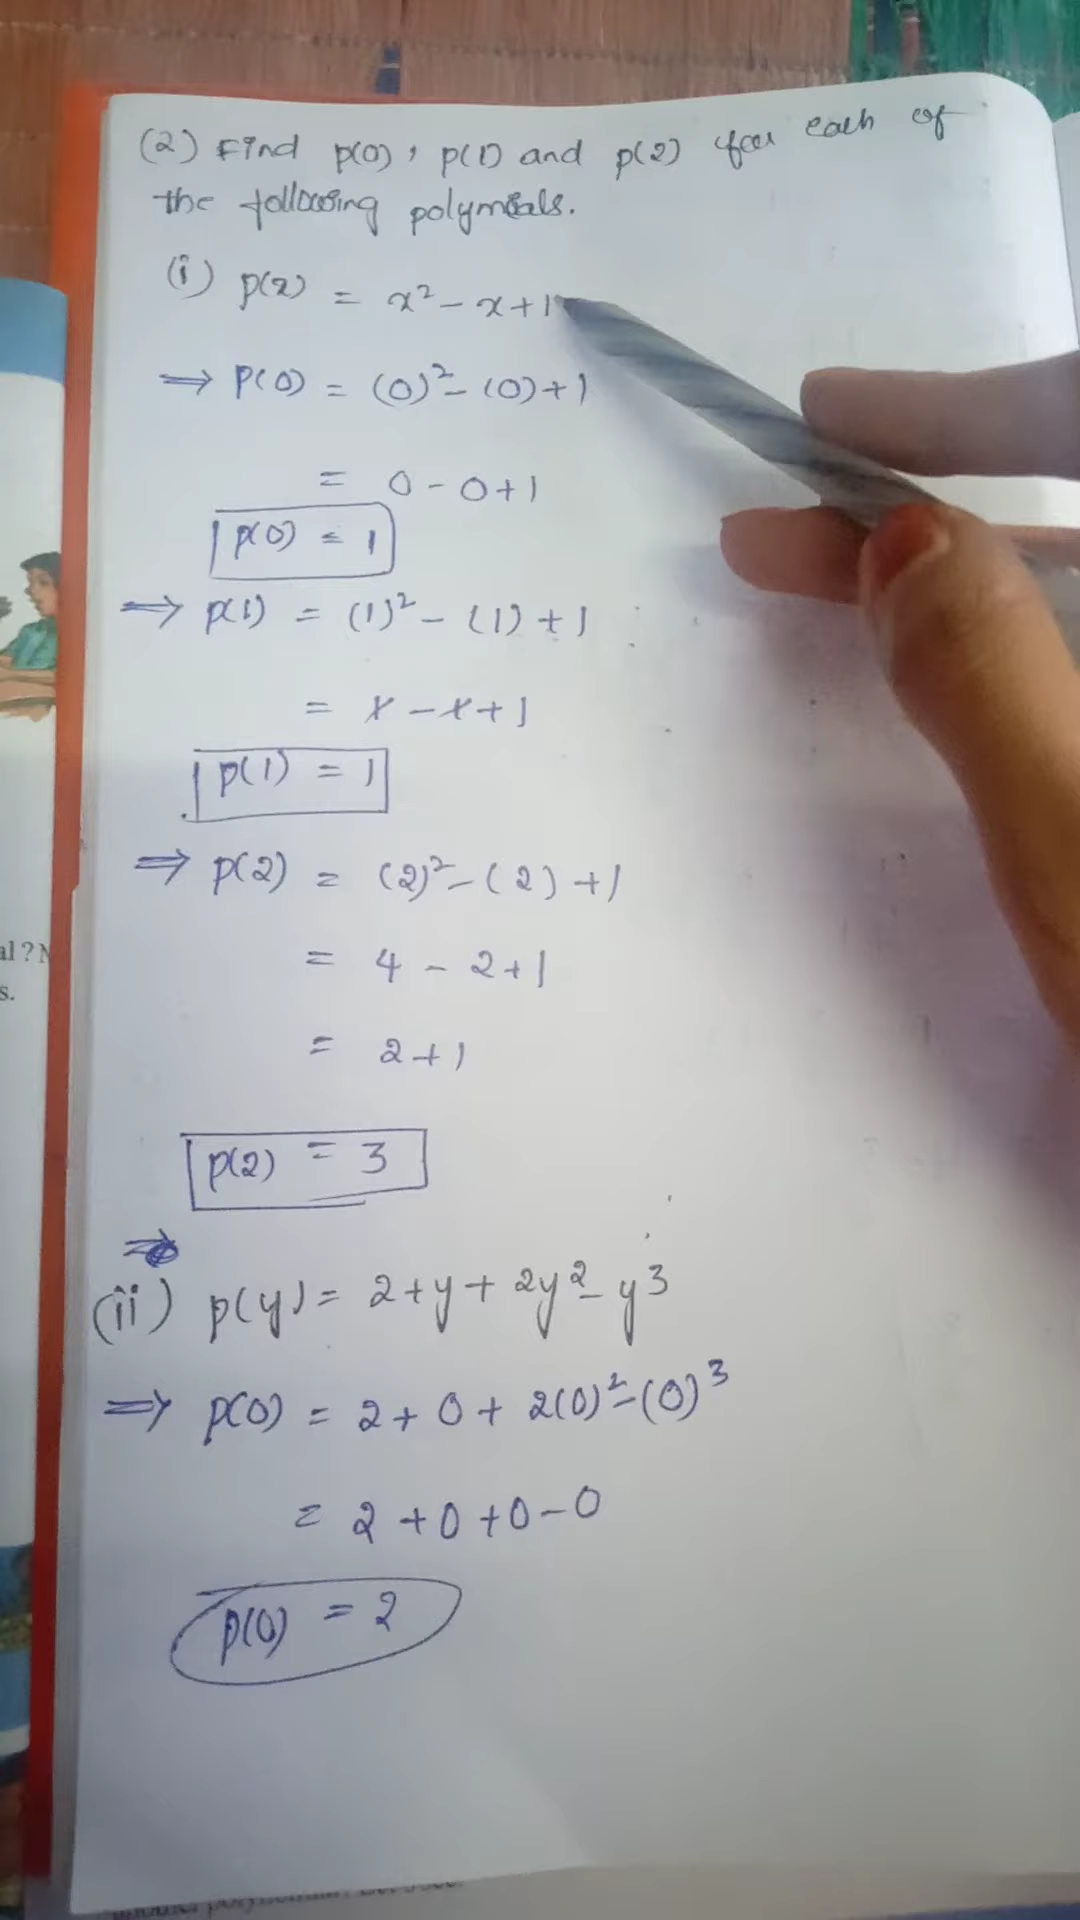 (2) Find p(0), p(1) and p(2) for each of
the following polymials.
(i) p(x) = x² - x + 1
⇒ p(0) = (0)² - (0) + 1
= 0 - 0 + 1
p(0) = 1
⇒ p(1) = (1)² - (1) + 1
= 1 - 1 + 1
p(1) = 1
⇒ p(2) = (2)² - (2) + 1
= 4 - 2 + 1
= 2 + 1
p(2) = 3
(ii) p(y) = 2 + y + 2y² - y³
⇒ p(0) = 2 + 0 + 2(0)² - (0)³
= 2 + 0 + 0 - 0
p(0) = 2
al ? N
s.